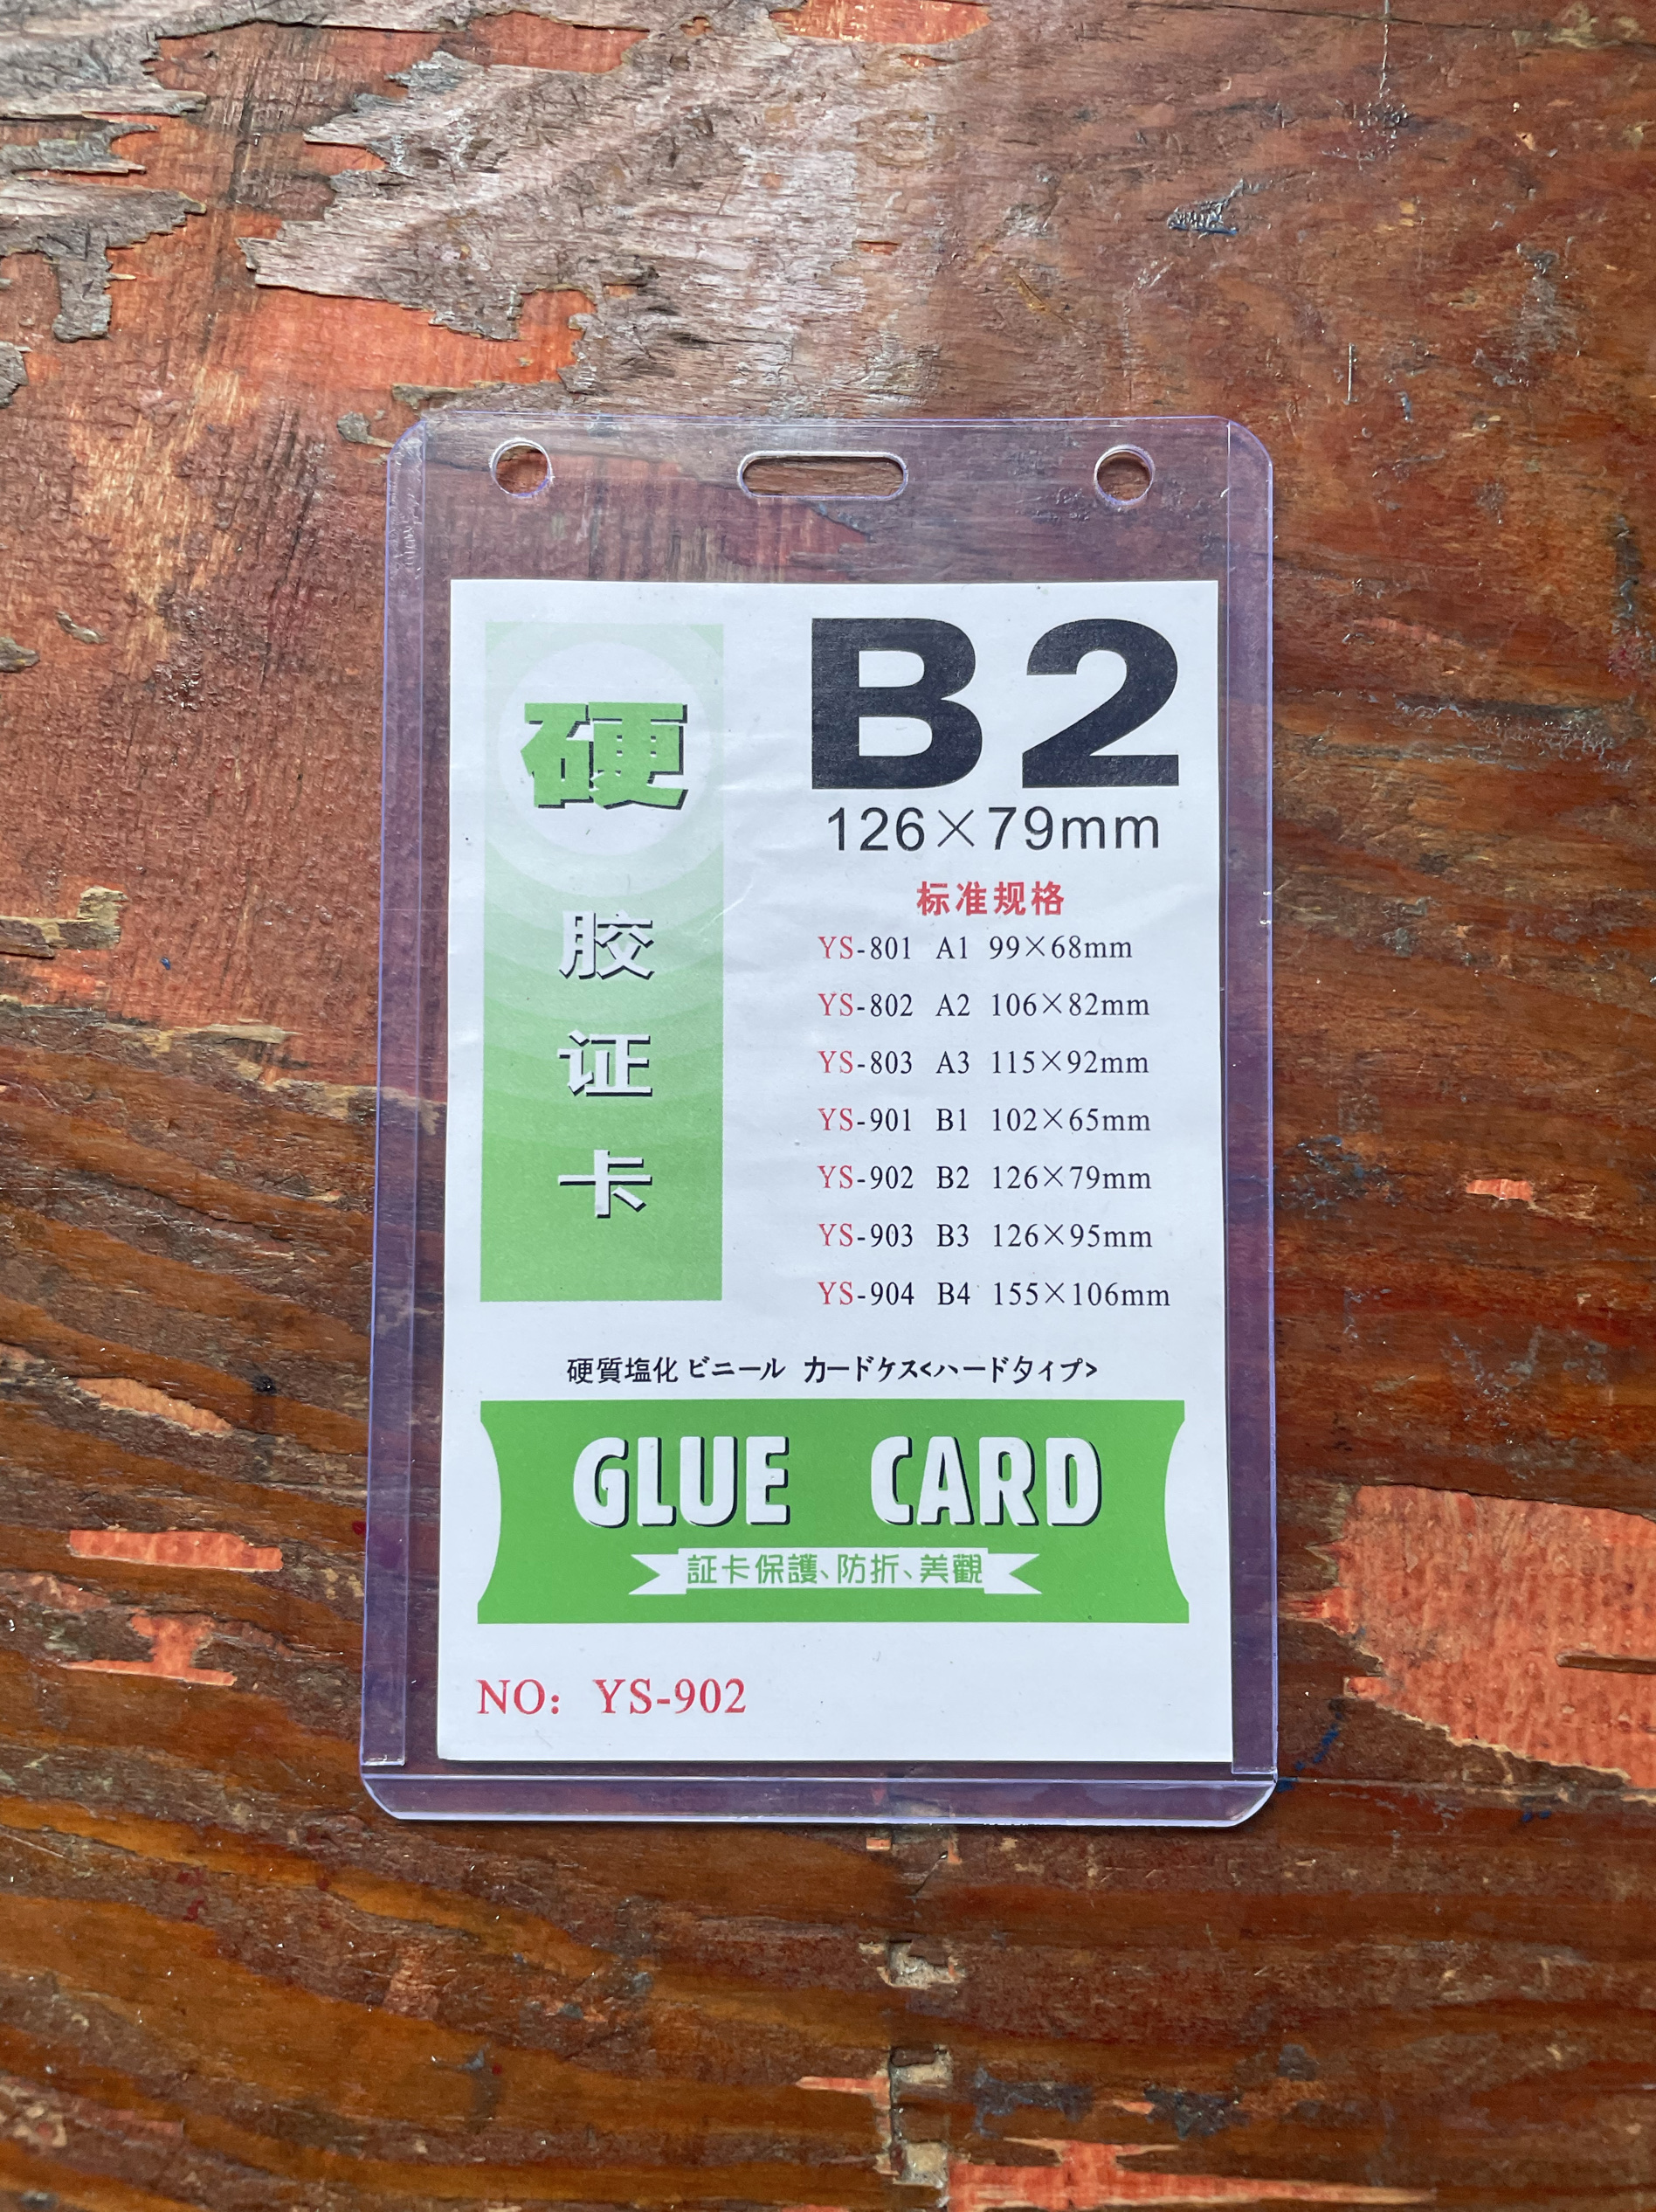 硬
胶
证
卡
B2
126×79mm
标准规格
YS-801 A1 99×68mm
YS-802 A2 106×82mm
YS-803 A3 115×92mm
YS-901 B1 102×65mm
YS-902 B2 126×79mm
YS-903 B3 126×95mm
YS-904 B4 155×106mm
硬質塩化ビニール カードケス<ハードタイプ>
GLUE CARD
証卡保護、防折、美觀
NO: YS-902